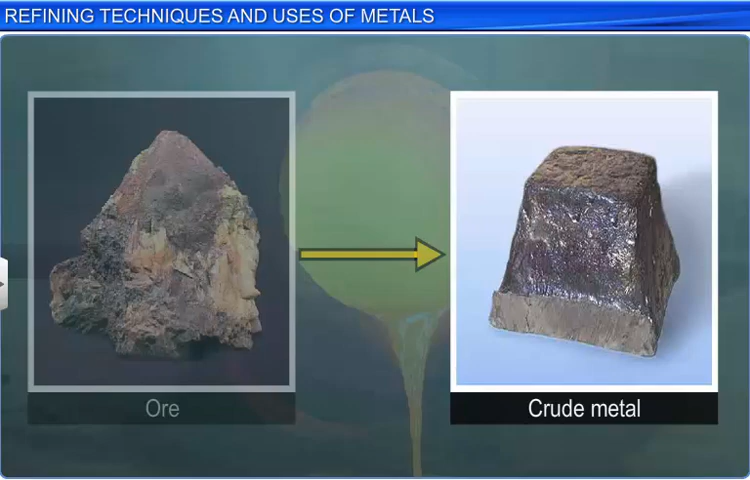 REFINING TECHNIQUES AND USES OF METALS
Ore
Crude metal